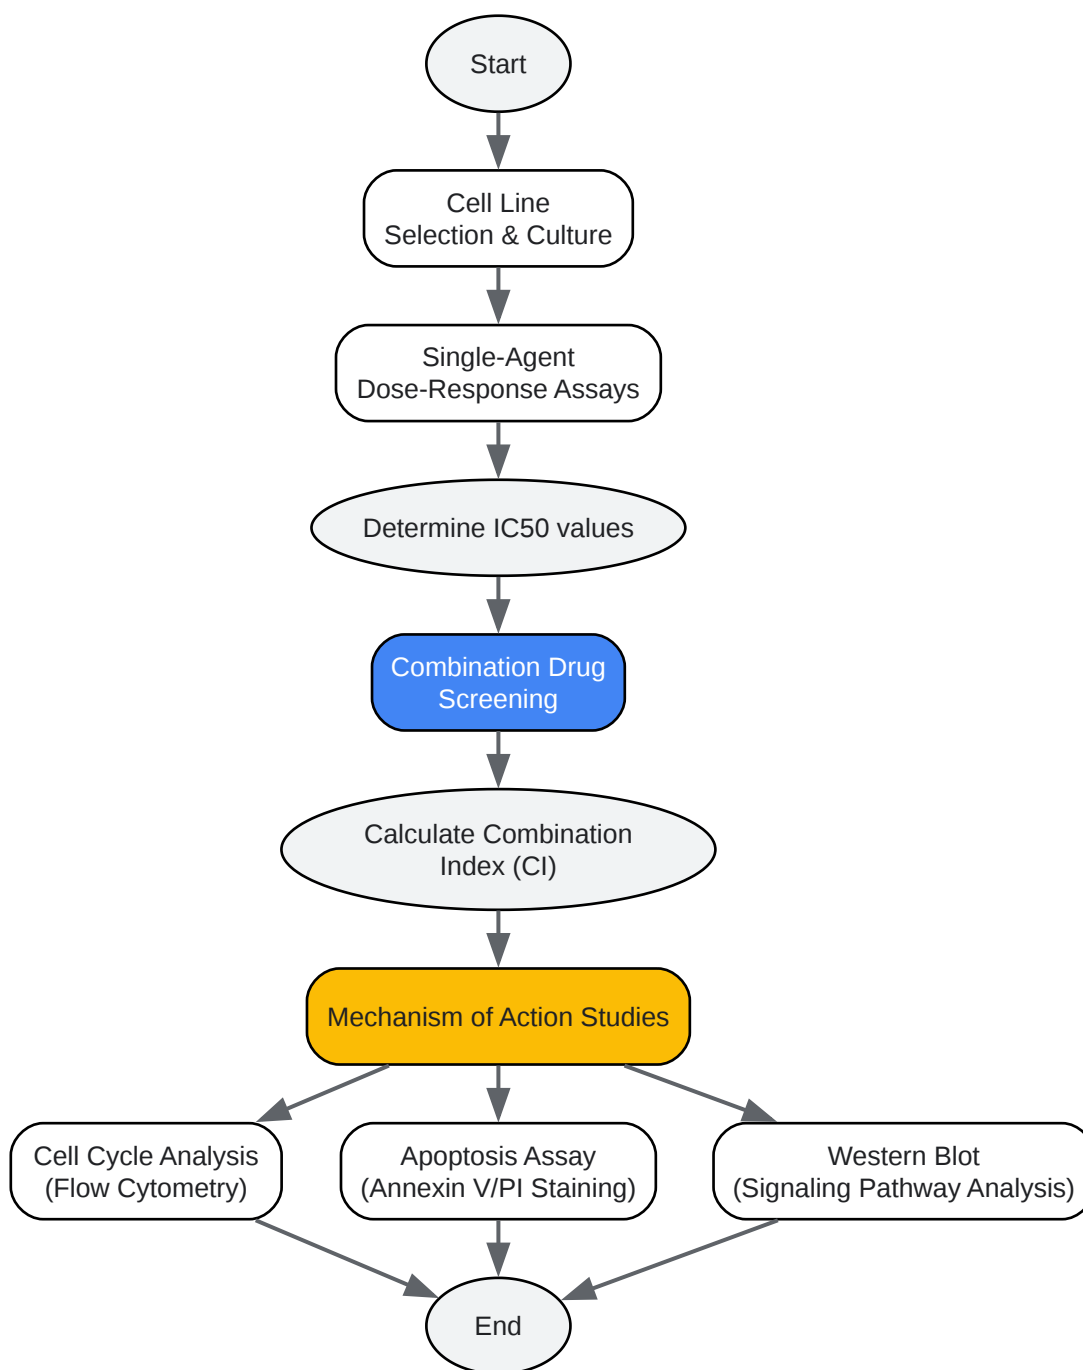 Start
Cell Line
Selection & Culture
Single-Agent
Dose-Response Assays
Determine IC50 values
Combination Drug
Screening
Calculate Combination
Index (CI)
Mechanism of Action Studies
Cell Cycle Analysis
(Flow Cytometry)
Apoptosis Assay
(Annexin V/PI Staining)
Western Blot
(Signaling Pathway Analysis)
End